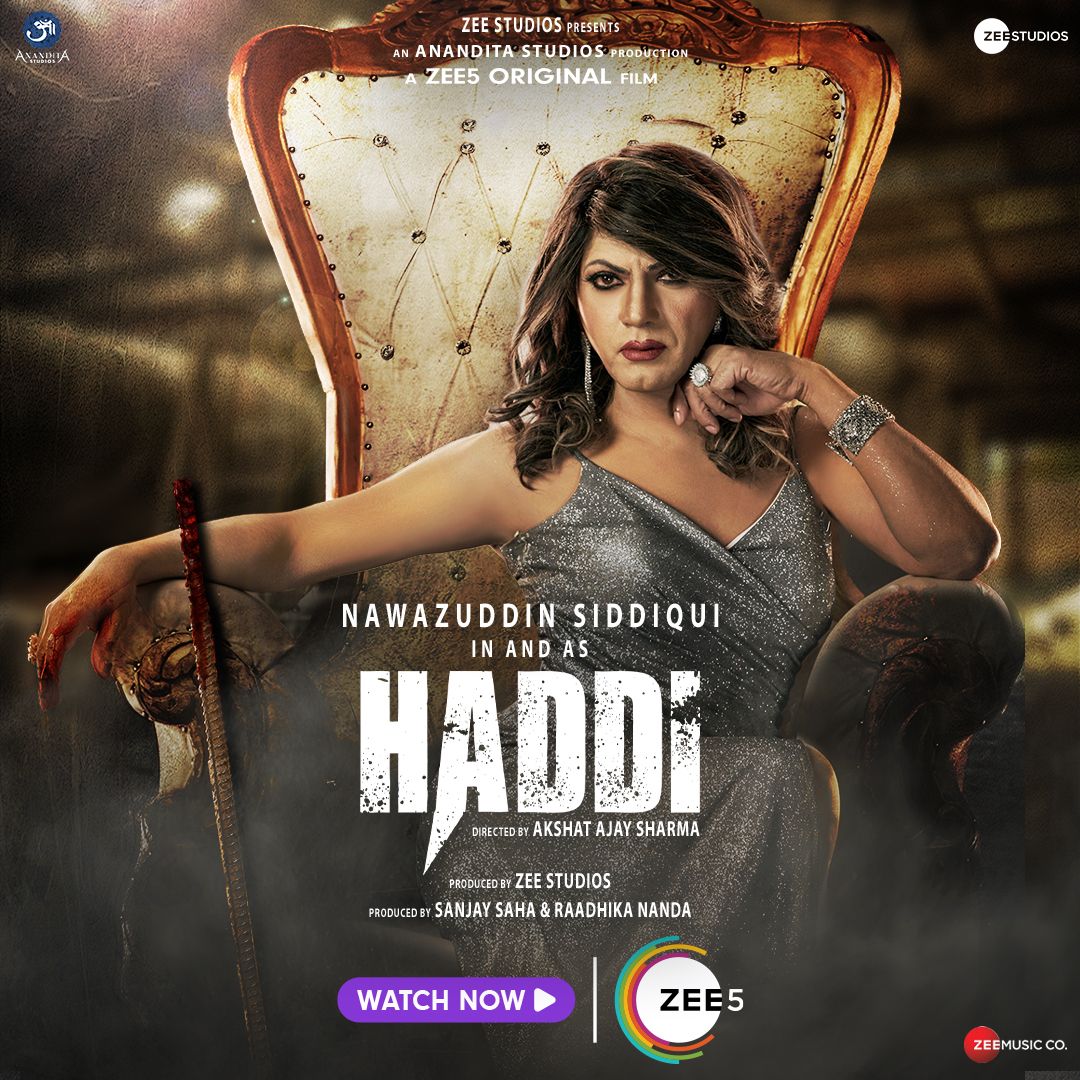 ZEE STUDIOS PRESENTS
AN ANANDITA STUDIOS PRODUCTION
A ZEE5 ORIGINAL FILM
ANANDITA
STUDIOS
ZEESTUDIOS
NAWAZUDDIN SIDDIQUI
IN AND AS
HADDi
DIRECTED BY AKSHAT AJAY SHARMA
PRODUCED BY ZEE STUDIOS
PRODUCED BY SANJAY SAHA & RAADHIKA NANDA
WATCH NOW
ZEE5
ZEEMUSIC CO.